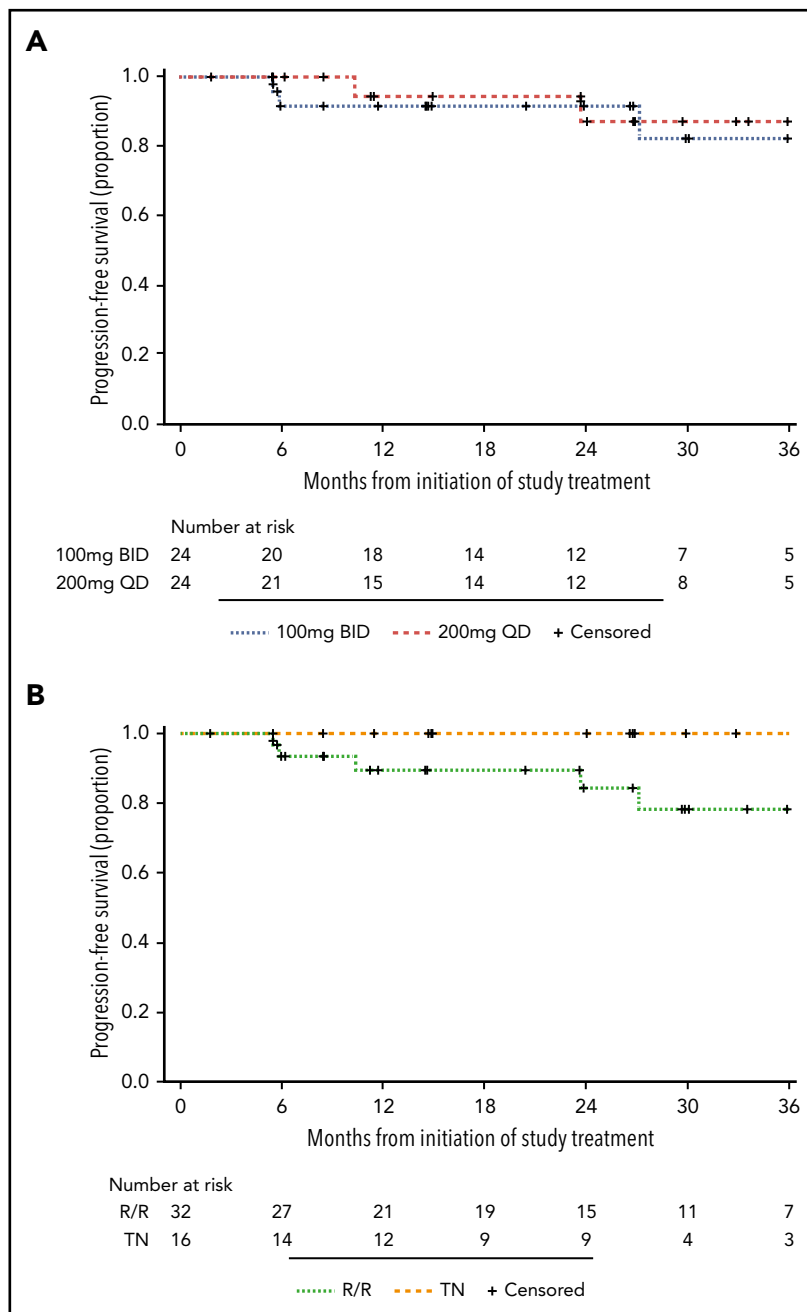 A
Progression-free survival (proportion)
1.0
0.8
0.6
0.4
0.2
0.0
0 6 12 18 24 30 36
Months from initiation of study treatment
Number at risk
100mg BID 24 20 18 14 12 7 5
200mg QD 24 21 15 14 12 8 5
100mg BID 200mg QD + Censored
B
Progression-free survival (proportion)
1.0
0.8
0.6
0.4
0.2
0.0
0 6 12 18 24 30 36
Months from initiation of study treatment
Number at risk
R/R 32 27 21 19 15 11 7
TN 16 14 12 9 9 4 3
R/R TN + Censored